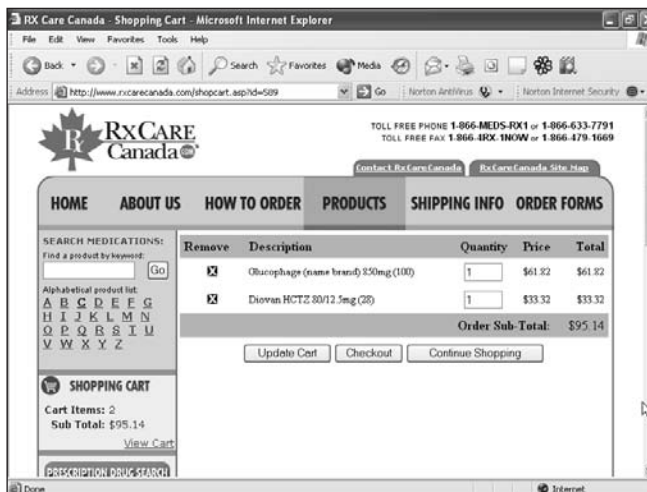 RX Care Canada - Shopping Cart - Microsoft Internet Explorer
File Edit View Favorites Tools Help
Back Search Favorites Media
Address http://www.rxcarecanada.com/shopcart.asp?id=589 Go Norton AntiVirus Norton Internet Security
Rx
RXCARE
Canada .COM
TOLL FREE PHONE 1-866-MEDS-RX1 or 1-866-633-7791
TOLL FREE FAX 1-866-4RX-1NOW or 1-866-479-1669
Contact RxCareCanada RxCareCanada Site Map
HOME ABOUT US HOW TO ORDER PRODUCTS SHIPPING INFO ORDER FORMS
SEARCH MEDICATIONS:
Find a product by keyword:
Go
Alphabetical product list:
A B C D E F G
H I J K L M N
O P Q R S T U
V W X Y Z
SHOPPING CART
Cart Items: 2
Sub Total: $95.14
View Cart
PRESCRIPTION DRUG SEARCH
Remove Description Quantity Price Total
X Glucophage (name brand) 850mg (100) 1 $61.82 $61.82
X Diovan HCTZ 80/12.5mg (28) 1 $33.32 $33.32
Order Sub-Total: $95.14
Update Cart Checkout Continue Shopping
Done Internet